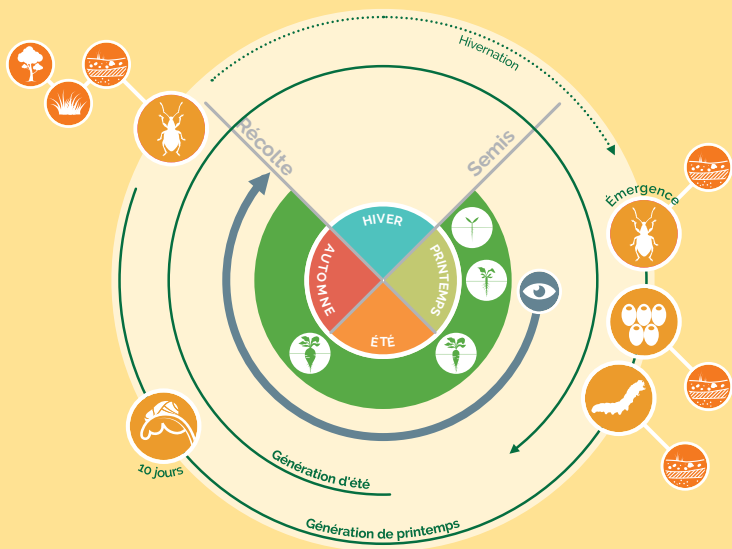 Hivernation
Récolte
Semis
Émergence
HIVER
AUTOMNE
PRINTEMPS
ÉTÉ
10 jours
Génération d'été
Génération de printemps